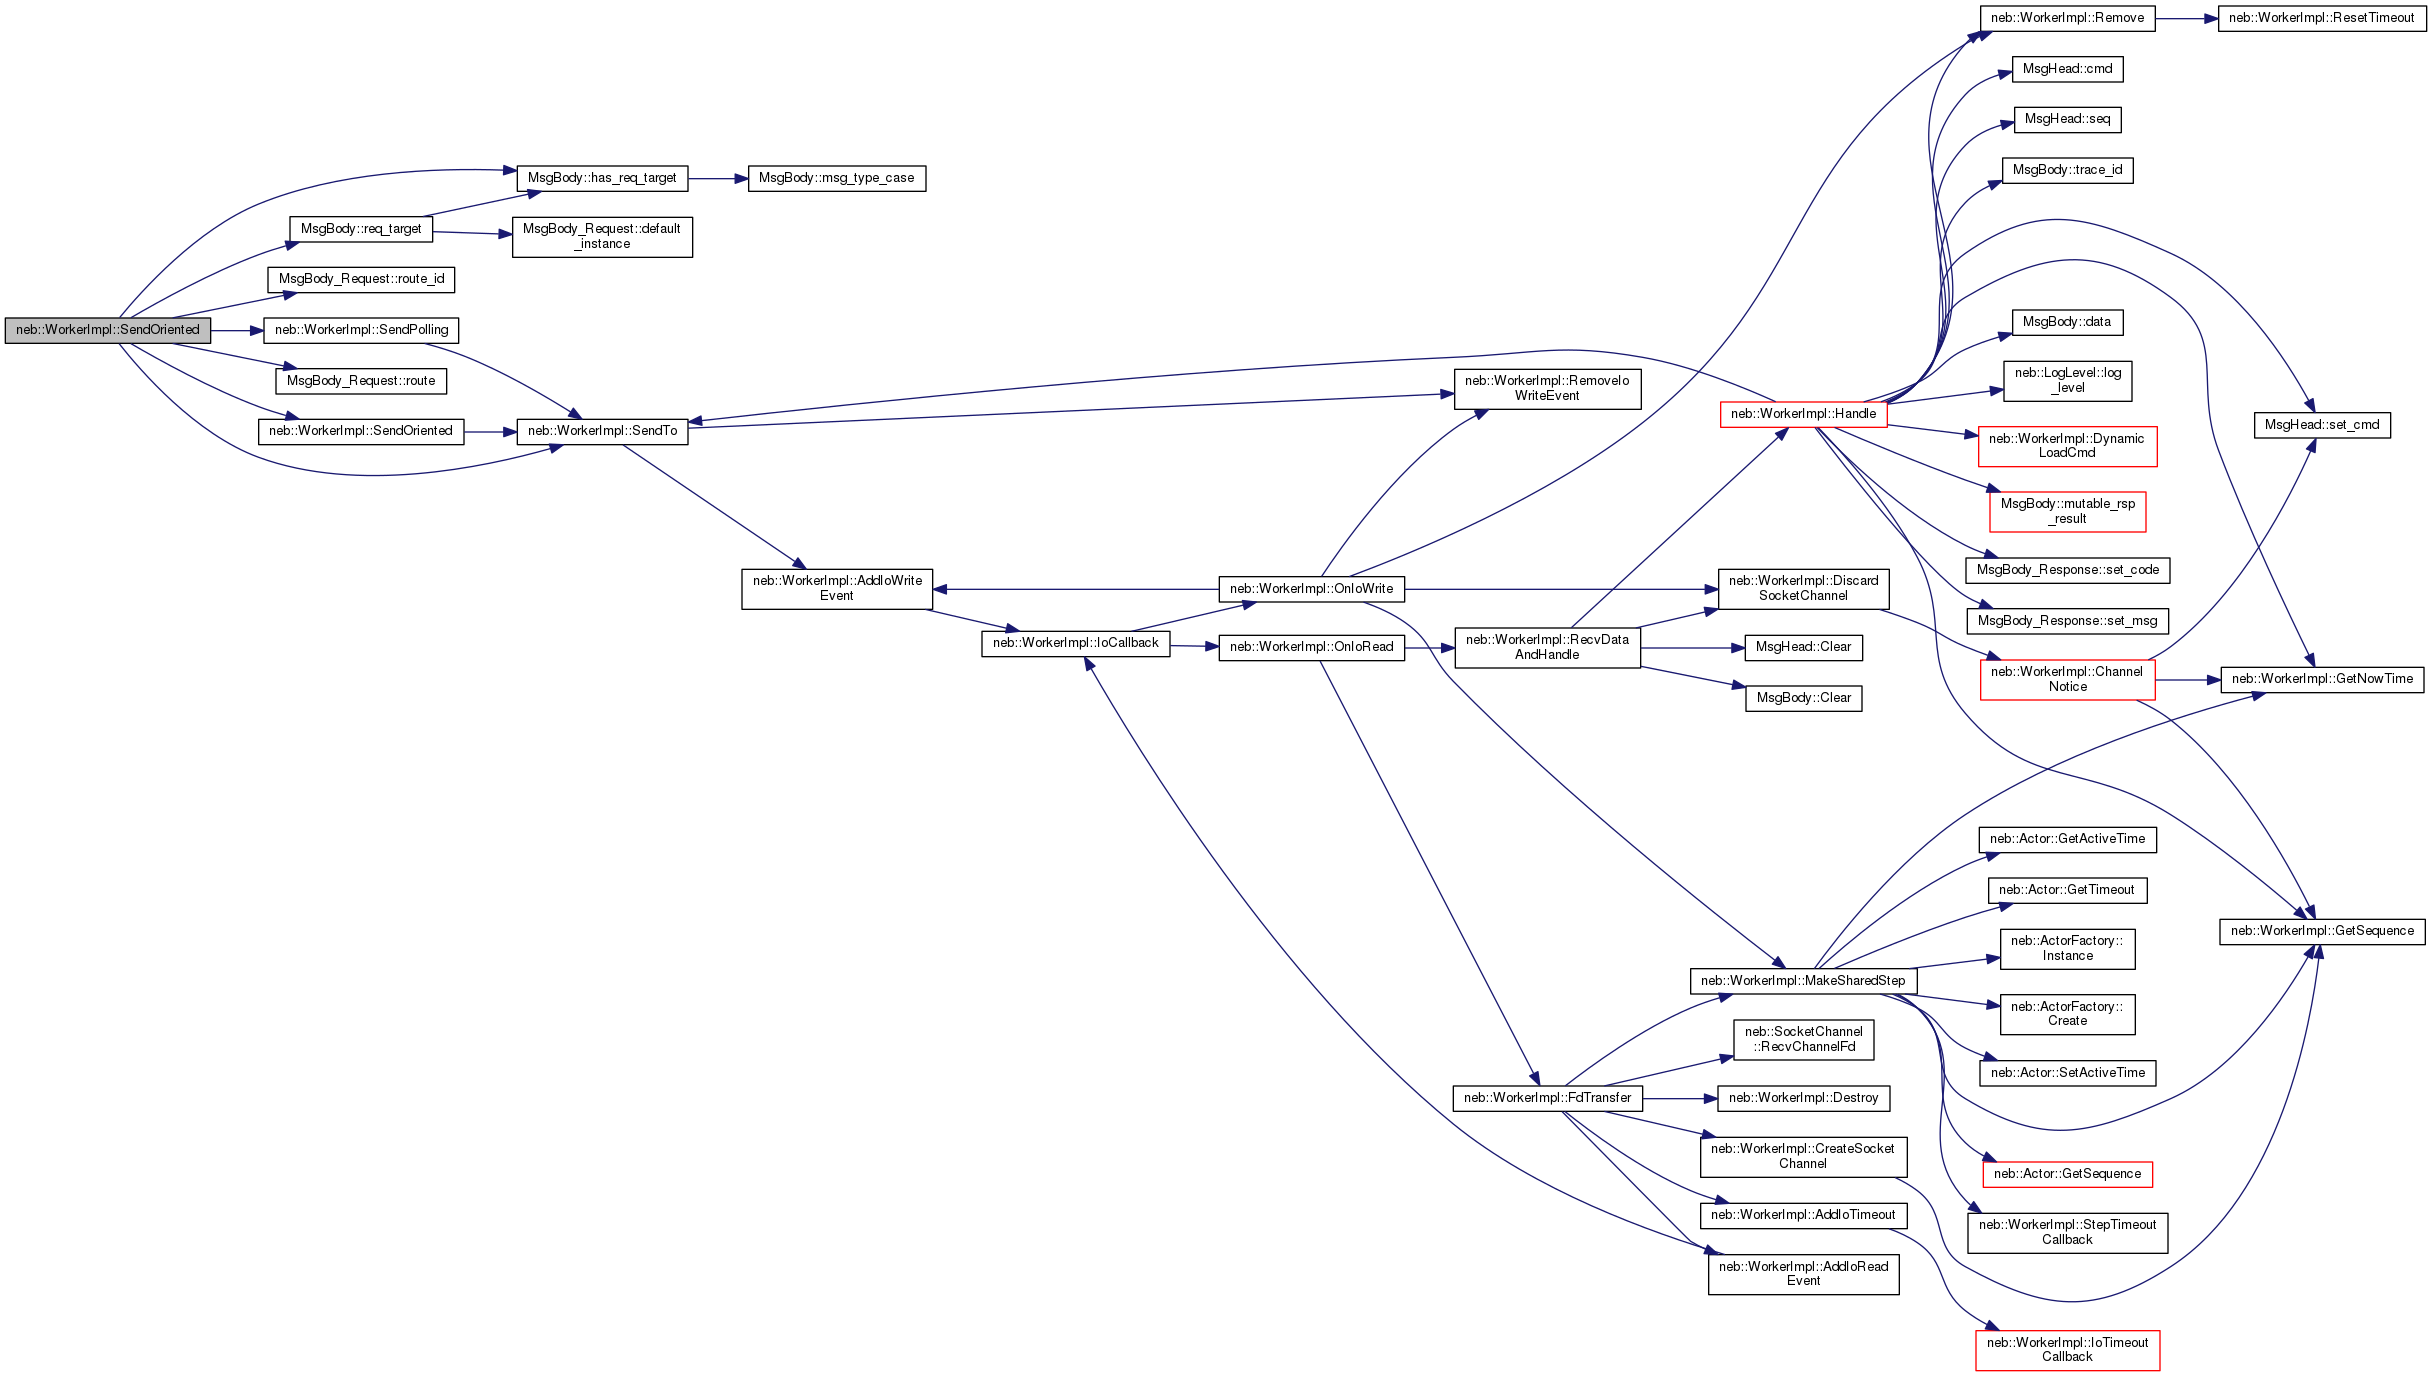 neb::WorkerImpl::SendOriented
MsgBody::has_req_target
MsgBody::msg_type_case
MsgBody::req_target
MsgBody_Request::default
_instance
MsgBody_Request::route_id
neb::WorkerImpl::SendPolling
MsgBody_Request::route
neb::WorkerImpl::SendOriented
neb::WorkerImpl::SendTo
neb::WorkerImpl::AddIoWrite
Event
neb::WorkerImpl::IoCallback
neb::WorkerImpl::OnIoWrite
neb::WorkerImpl::OnIoRead
neb::WorkerImpl::RemoveIo
WriteEvent
neb::WorkerImpl::RecvData
AndHandle
neb::WorkerImpl::FdTransfer
neb::WorkerImpl::Handle
neb::WorkerImpl::Discard
SocketChannel
MsgHead::Clear
MsgBody::Clear
neb::WorkerImpl::MakeSharedStep
neb::SocketChannel
::RecvChannelFd
neb::WorkerImpl::Destroy
neb::WorkerImpl::CreateSocket
Channel
neb::WorkerImpl::AddIoTimeout
neb::WorkerImpl::AddIoRead
Event
neb::WorkerImpl::Remove
MsgHead::cmd
MsgHead::seq
MsgBody::trace_id
MsgBody::data
neb::LogLevel::log
_level
neb::WorkerImpl::Dynamic
LoadCmd
MsgBody::mutable_rsp
_result
MsgBody_Response::set_code
MsgBody_Response::set_msg
neb::WorkerImpl::Channel
Notice
neb::Actor::GetActiveTime
neb::Actor::GetTimeout
neb::ActorFactory::
Instance
neb::ActorFactory::
Create
neb::Actor::SetActiveTime
neb::Actor::GetSequence
neb::WorkerImpl::StepTimeout
Callback
neb::WorkerImpl::IoTimeout
Callback
neb::WorkerImpl::ResetTimeout
MsgHead::set_cmd
neb::WorkerImpl::GetNowTime
neb::WorkerImpl::GetSequence